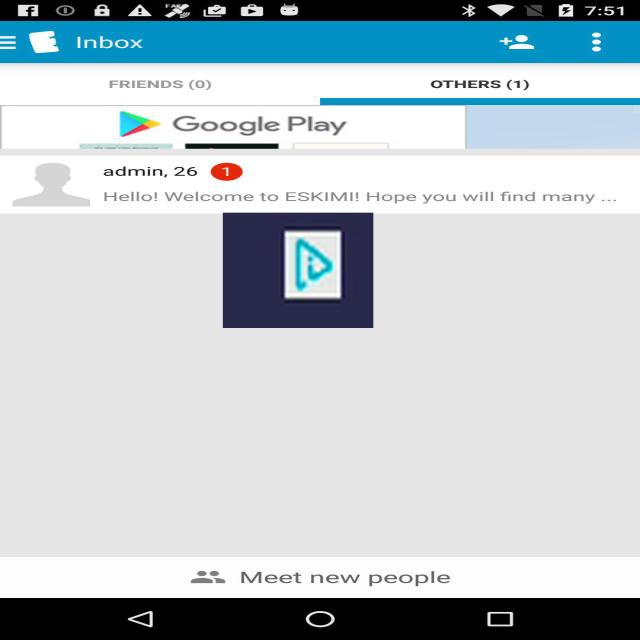 7:51
Inbox
FRIENDS (0)
OTHERS (1)
Google Play
admin, 26 1
Hello! Welcome to ESKIMI! Hope you will find many ...
Meet new people